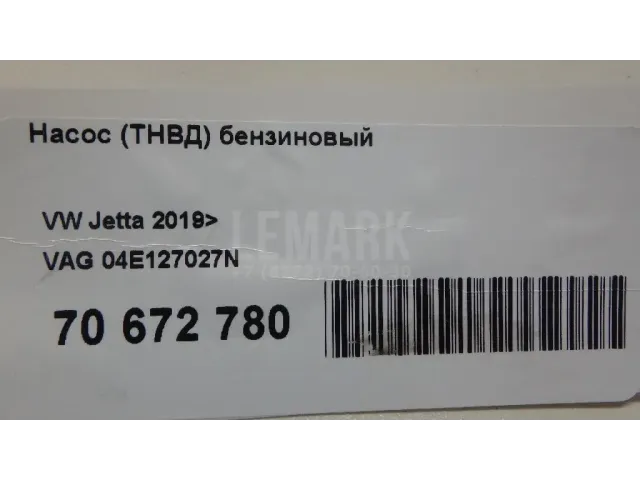 Насос (ТНВД) бензиновый
VW Jetta 2019>
LEMARK
VAG 04E127027N
70 672 780